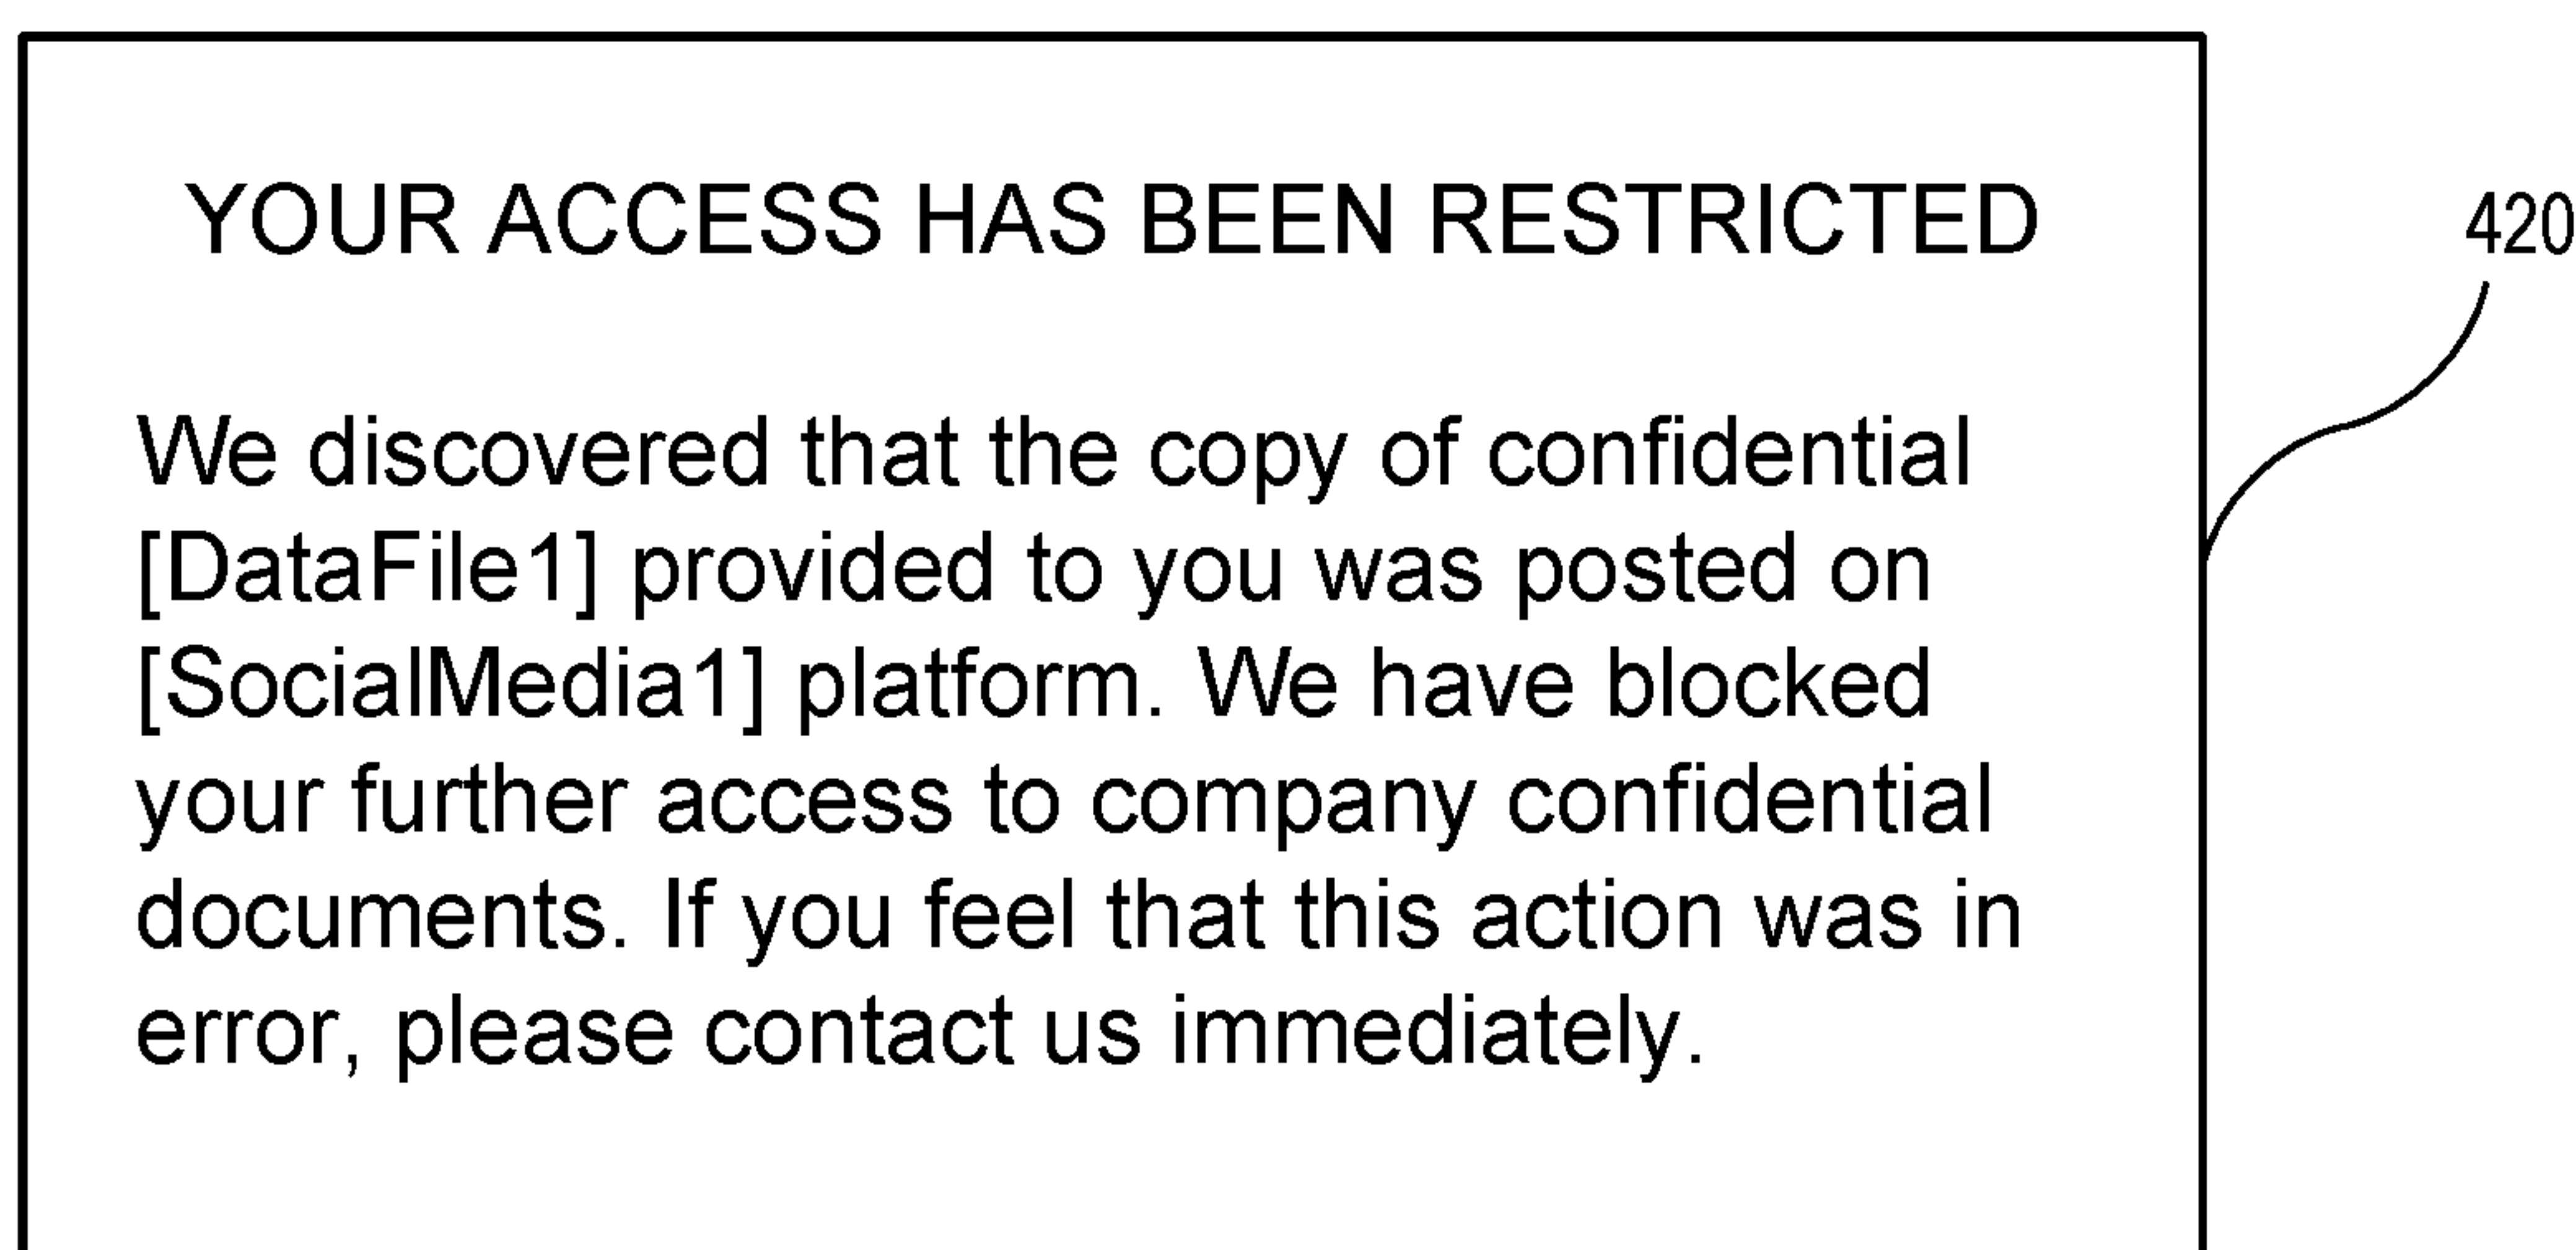 YOUR ACCESS HAS BEEN RESTRICTED
420
We discovered that the copy of confidential
[DataFile1] provided to you was posted on
[SocialMedia1] platform. We have blocked
your further access to company confidential
documents. If you feel that this action was in
error, please contact us immediately.